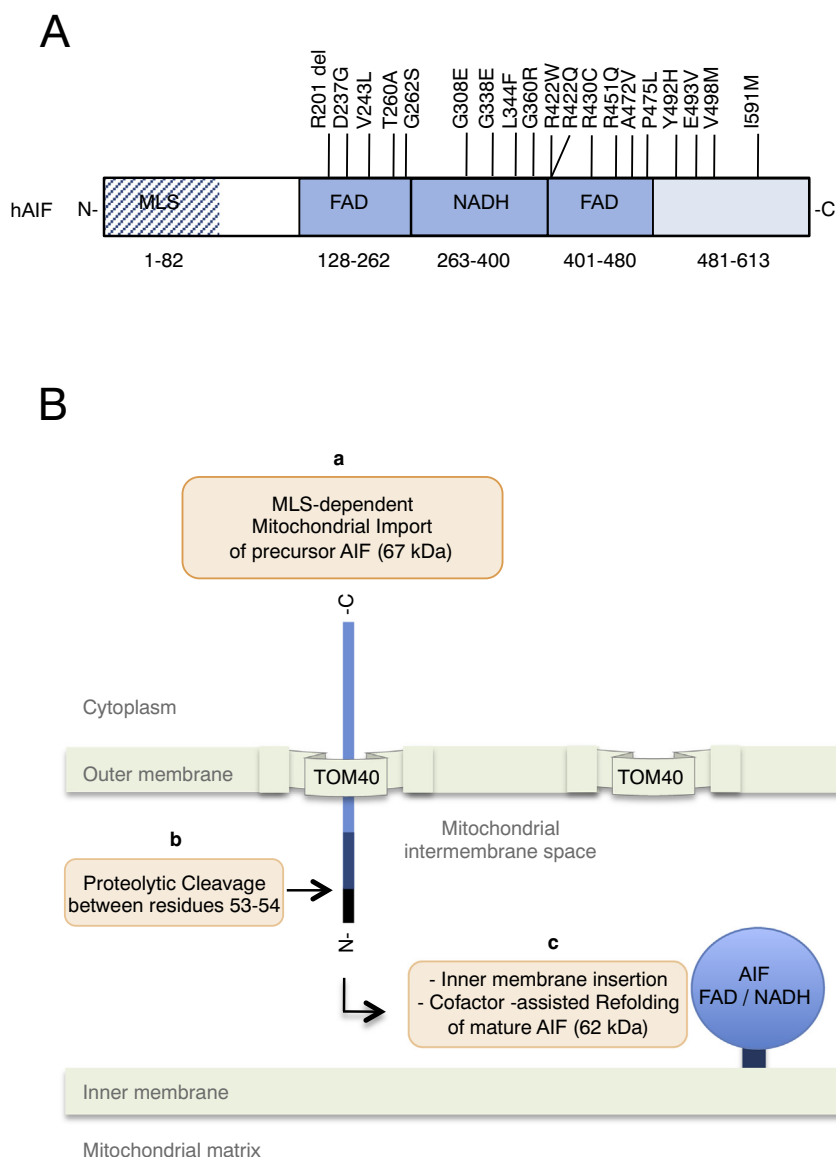 A
R201 del
D237G
V243L
T260A
G262S
G308E
G338E
L344F
G360R
R422W
R422Q
R430C
R451Q
A472V
P475L
Y492H
E493V
V498M
I591M
hAIF N- MLS FAD NADH FAD -C
1-82 128-262 263-400 401-480 481-613
B
a
MLS-dependent
Mitochondrial Import
of precursor AIF (67 kDa)
-C
Cytoplasm
Outer membrane TOM40 TOM40
Mitochondrial
intermembrane space
b
Proteolytic Cleavage
between residues 53-54
N-
c
- Inner membrane insertion
- Cofactor -assisted Refolding
of mature AIF (62 kDa)
AIF
FAD / NADH
Inner membrane
Mitochondrial matrix